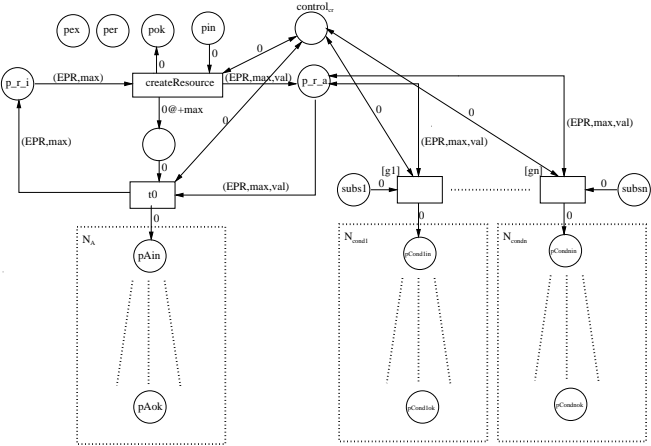 control_cr
pex
per
pok
pin
0
0
0
p_r_i
(EPR,max)
createResource
(EPR,max,val)
p_r_a
0
0
0@+max
0
(EPR,max)
(EPR,max,val)
(EPR,max,val)
0
[g1]
[gn]
t0
(EPR,max,val)
subs1
0
0
subsn
0
0
0
N_A
pAin
N_cond1
pCond1in
N_condn
pCondnin
pAok
pCond1ok
pCondnok